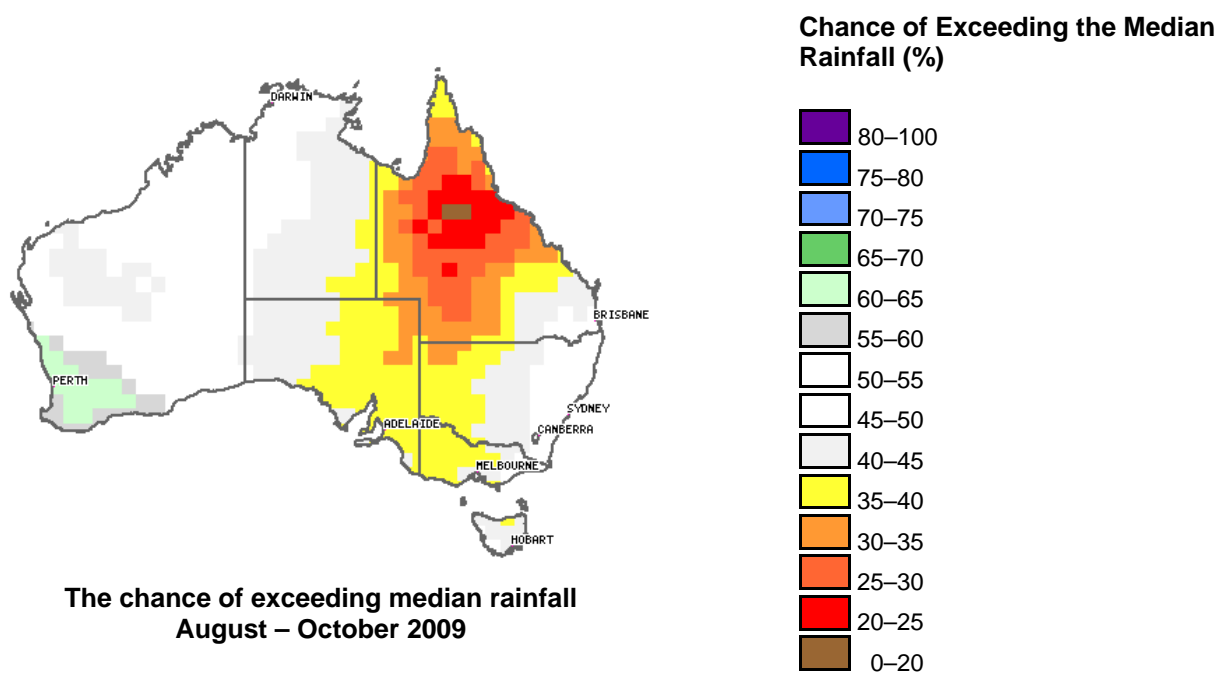 Chance of Exceeding the Median
Rainfall (%)
DARWIN
BRISBANE
PERTH
SYDNEY
ADELAIDE
CANBERRA
MELBOURNE
HOBART
The chance of exceeding median rainfall
August – October 2009
80–100
75–80
70–75
65–70
60–65
55–60
50–55
45–50
40–45
35–40
30–35
25–30
20–25
0–20